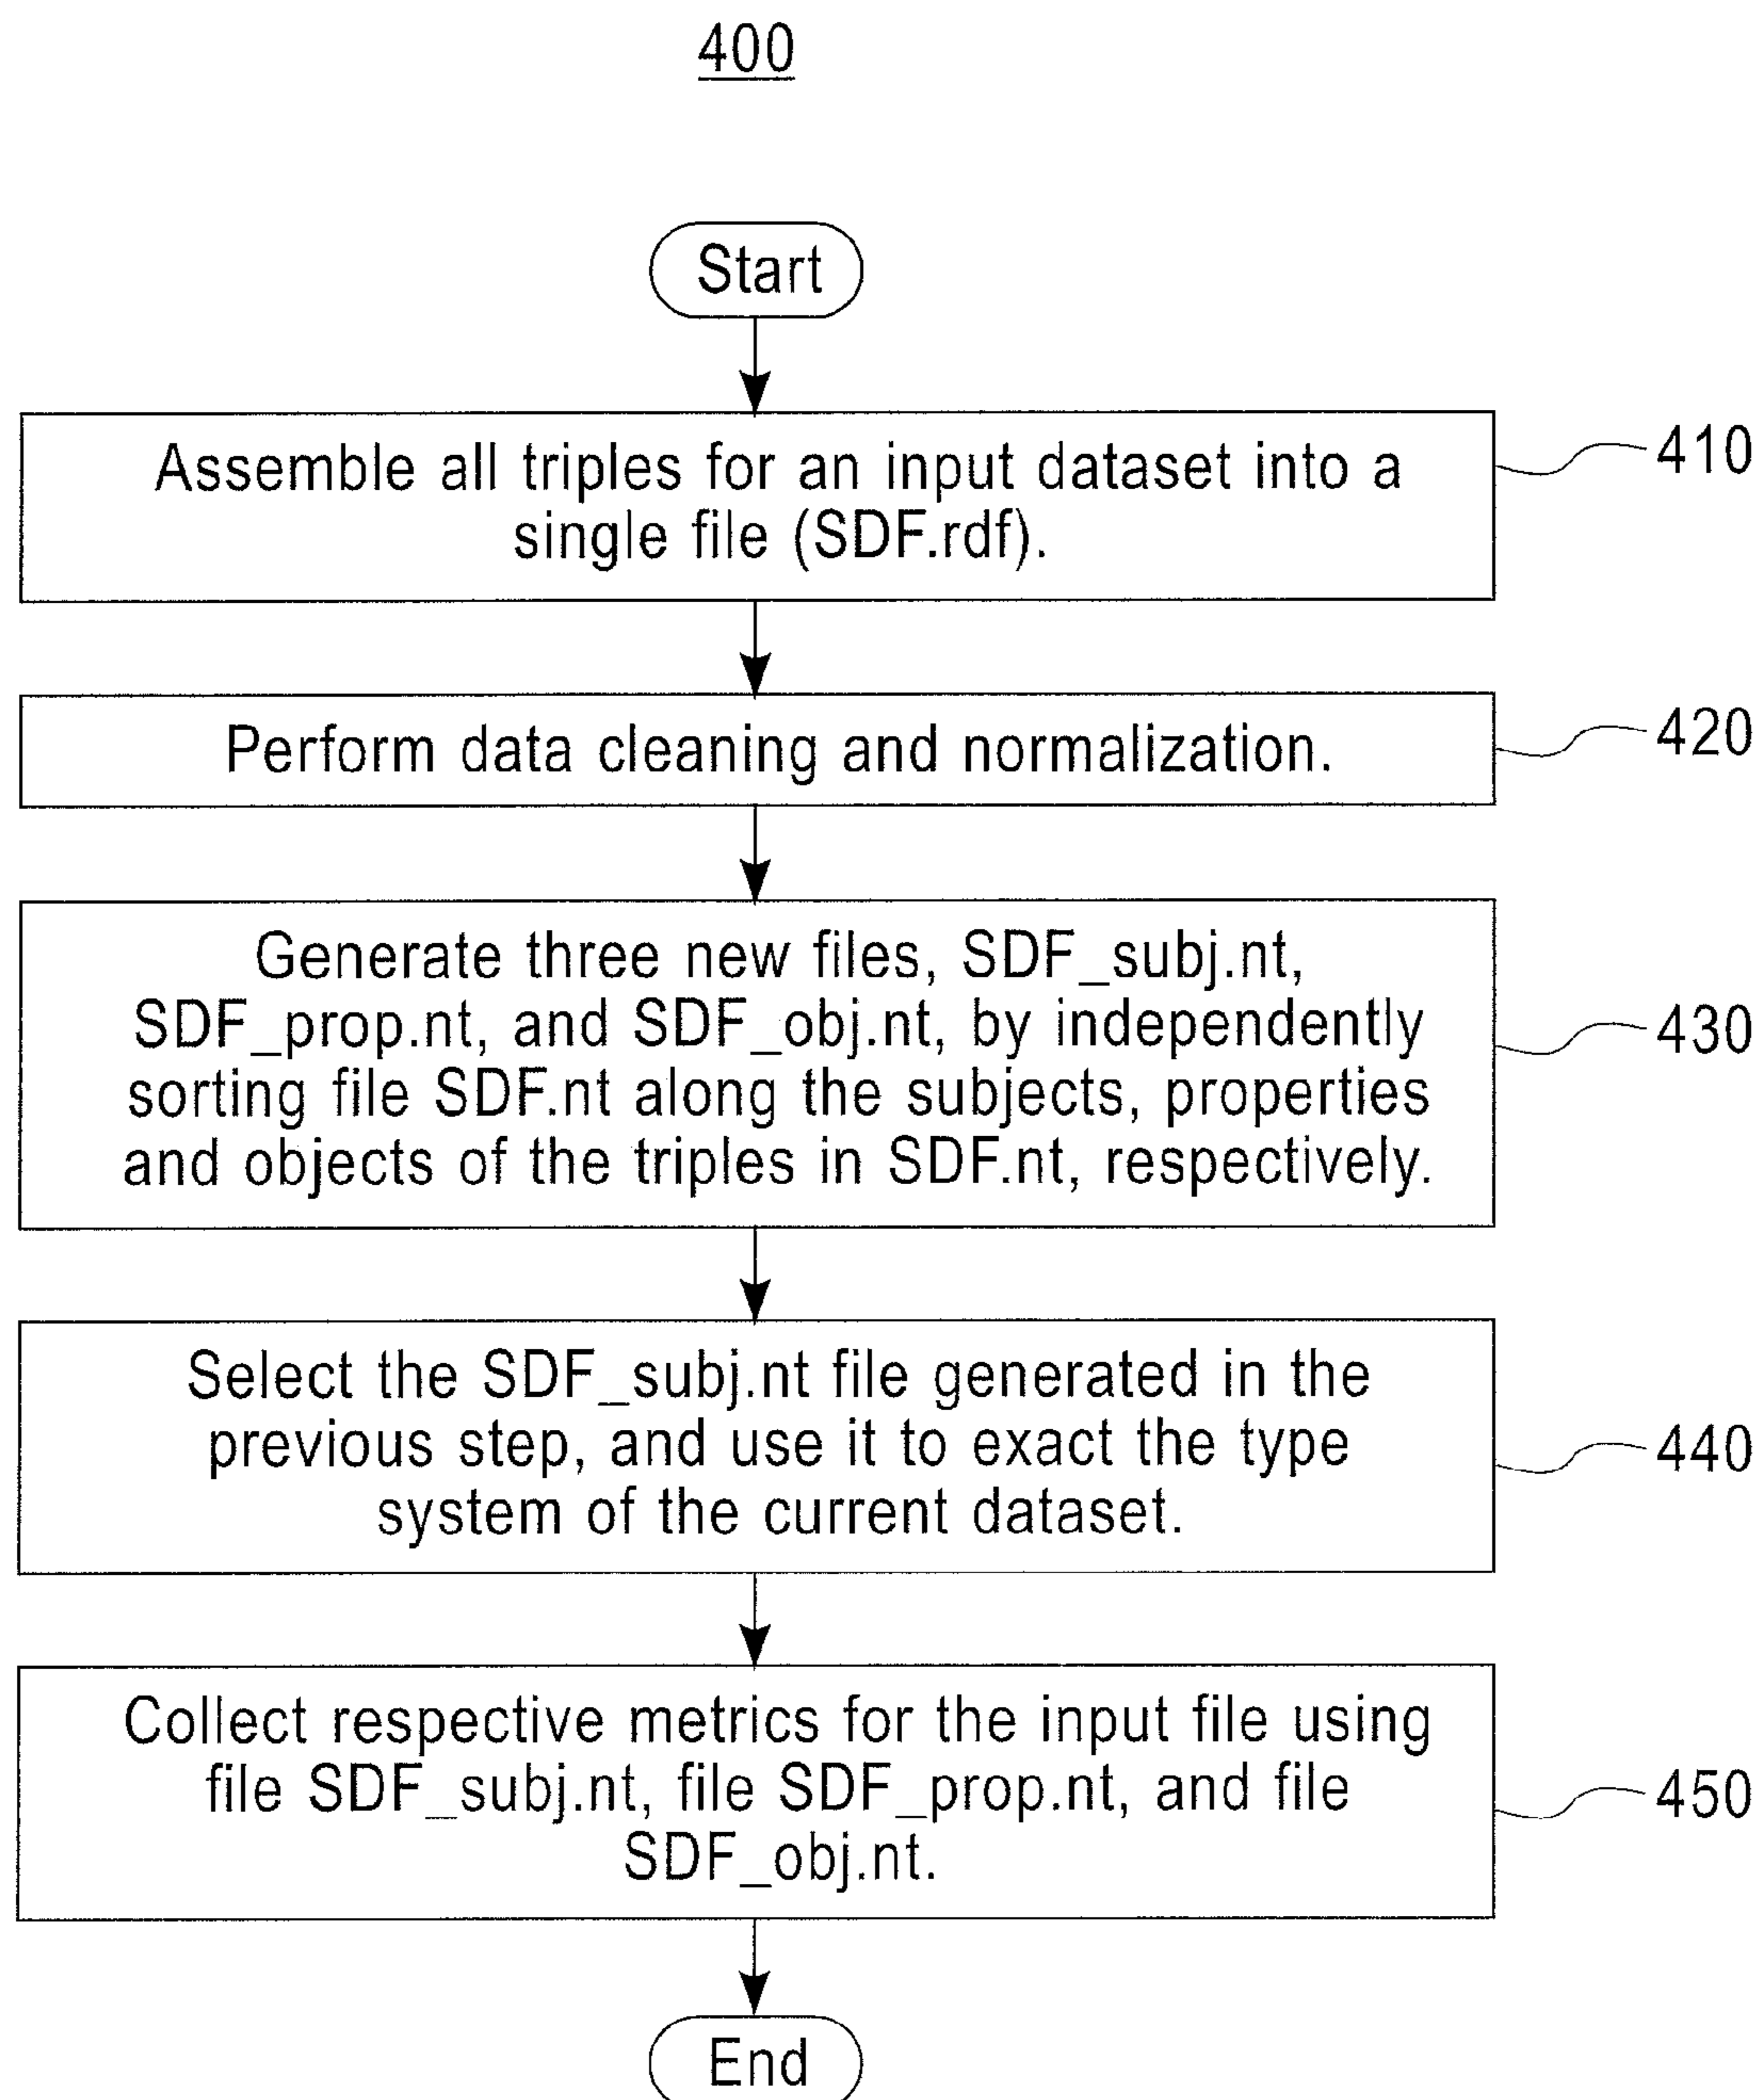 400
Start
Assemble all triples for an input dataset into a
single file (SDF.rdf).
410
Perform data cleaning and normalization.
420
Generate three new files, SDF_subj.nt,
SDF_prop.nt, and SDF_obj.nt, by independently
sorting file SDF.nt along the subjects, properties
and objects of the triples in SDF.nt, respectively.
430
Select the SDF_subj.nt file generated in the
previous step, and use it to exact the type
system of the current dataset.
440
Collect respective metrics for the input file using
file SDF_subj.nt, file SDF_prop.nt, and file
SDF_obj.nt.
450
End